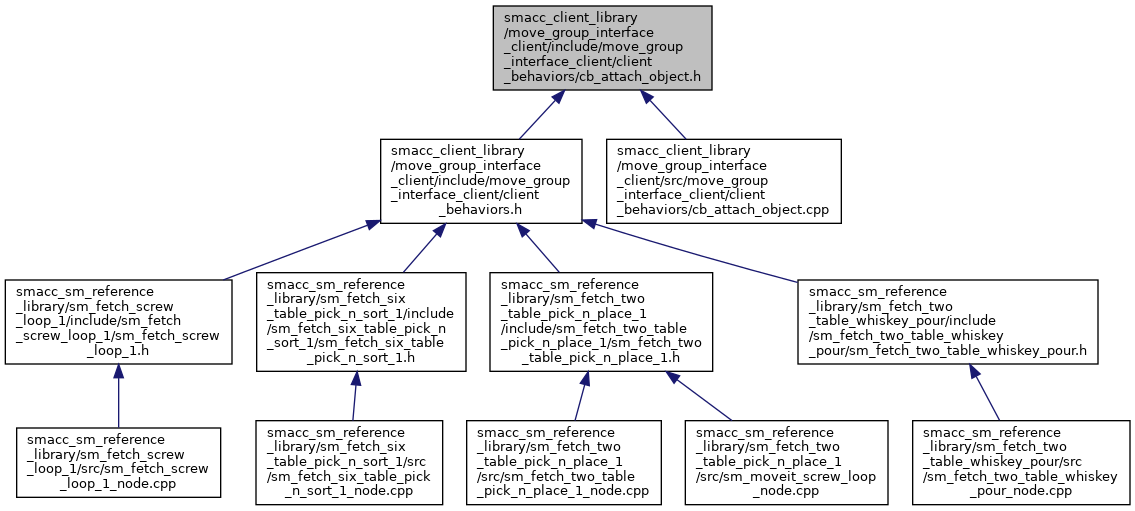 smacc_client_library
/move_group_interface
_client/include/move_group
_interface_client/client
_behaviors/cb_attach_object.h
smacc_client_library
/move_group_interface
_client/include/move_group
_interface_client/client
_behaviors.h
smacc_client_library
/move_group_interface
_client/src/move_group
_interface_client/client
_behaviors/cb_attach_object.cpp
smacc_sm_reference
_library/sm_fetch_screw
_loop_1/include/sm_fetch
_screw_loop_1/sm_fetch_screw
_loop_1.h
smacc_sm_reference
_library/sm_fetch_six
_table_pick_n_sort_1/include
/sm_fetch_six_table_pick_n
_sort_1/sm_fetch_six_table
_pick_n_sort_1.h
smacc_sm_reference
_library/sm_fetch_two
_table_pick_n_place_1
/include/sm_fetch_two_table
_pick_n_place_1/sm_fetch_two
_table_pick_n_place_1.h
smacc_sm_reference
_library/sm_fetch_two
_table_whiskey_pour/include
/sm_fetch_two_table_whiskey
_pour/sm_fetch_two_table_whiskey_pour.h
smacc_sm_reference
_library/sm_fetch_screw
_loop_1/src/sm_fetch_screw
_loop_1_node.cpp
smacc_sm_reference
_library/sm_fetch_six
_table_pick_n_sort_1/src
/sm_fetch_six_table_pick
_n_sort_1_node.cpp
smacc_sm_reference
_library/sm_fetch_two
_table_pick_n_place_1
/src/sm_fetch_two_table
_pick_n_place_1_node.cpp
smacc_sm_reference
_library/sm_fetch_two
_table_pick_n_place_1
/src/sm_moveit_screw_loop
_node.cpp
smacc_sm_reference
_library/sm_fetch_two
_table_whiskey_pour/src
/sm_fetch_two_table_whiskey
_pour_node.cpp